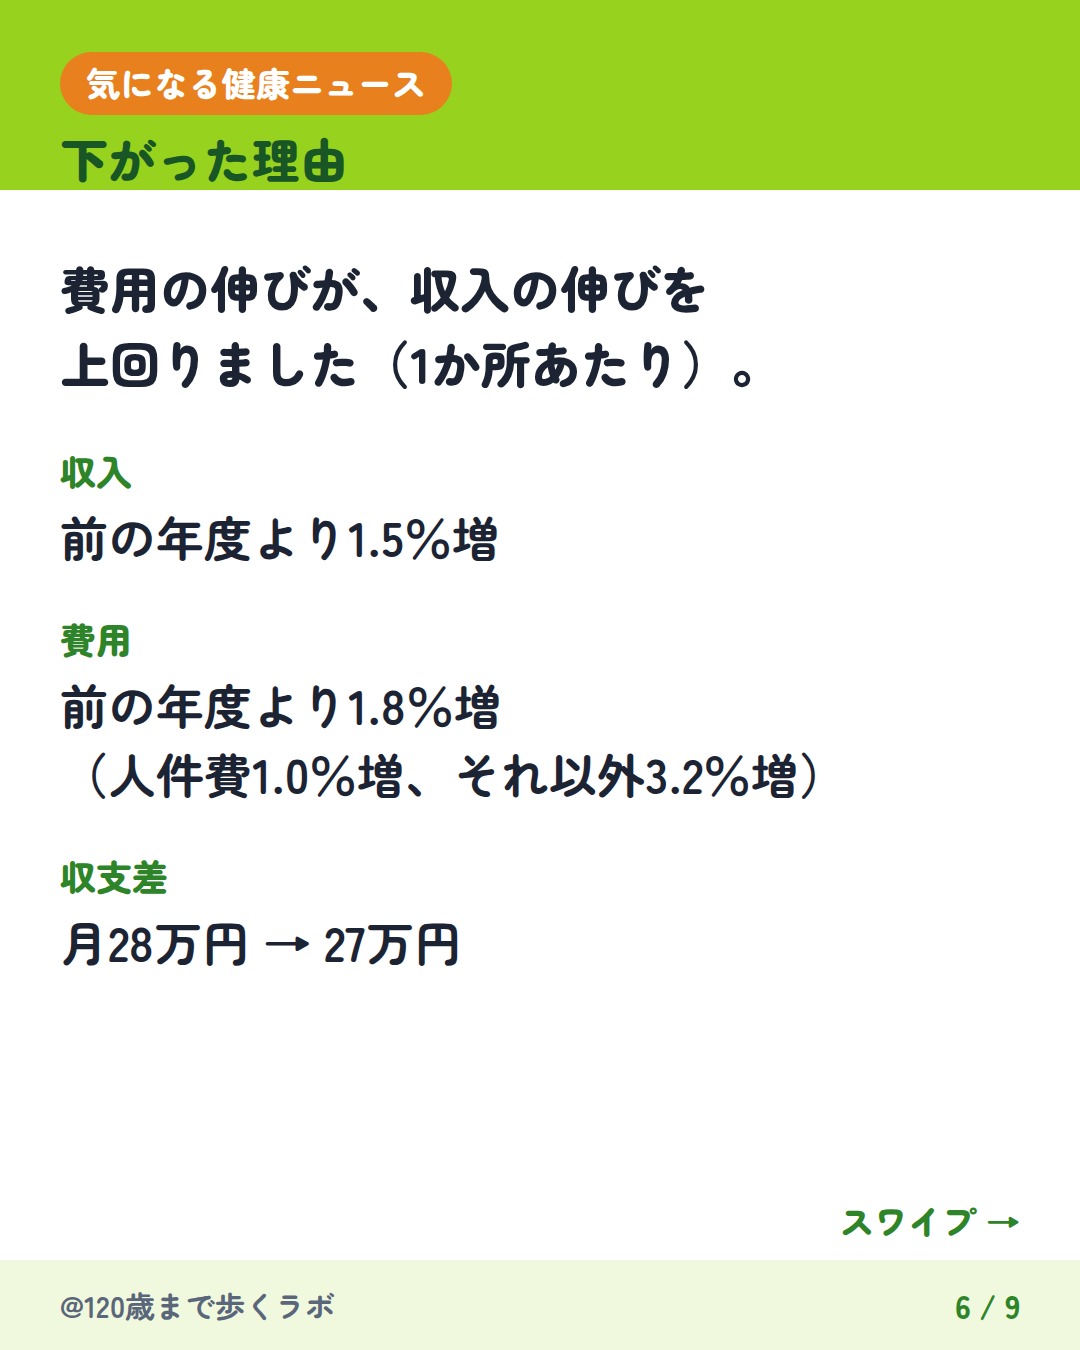 気になる健康ニュース
下がった理由
費用の伸びが、収入の伸びを
上回りました（1か所あたり）。
収入
前の年度より1.5％増
費用
前の年度より1.8％増
（人件費1.0％増、それ以外3.2％増）
収支差
月28万円 → 27万円
スワイプ →
@120歳まで歩くラボ
6 / 9